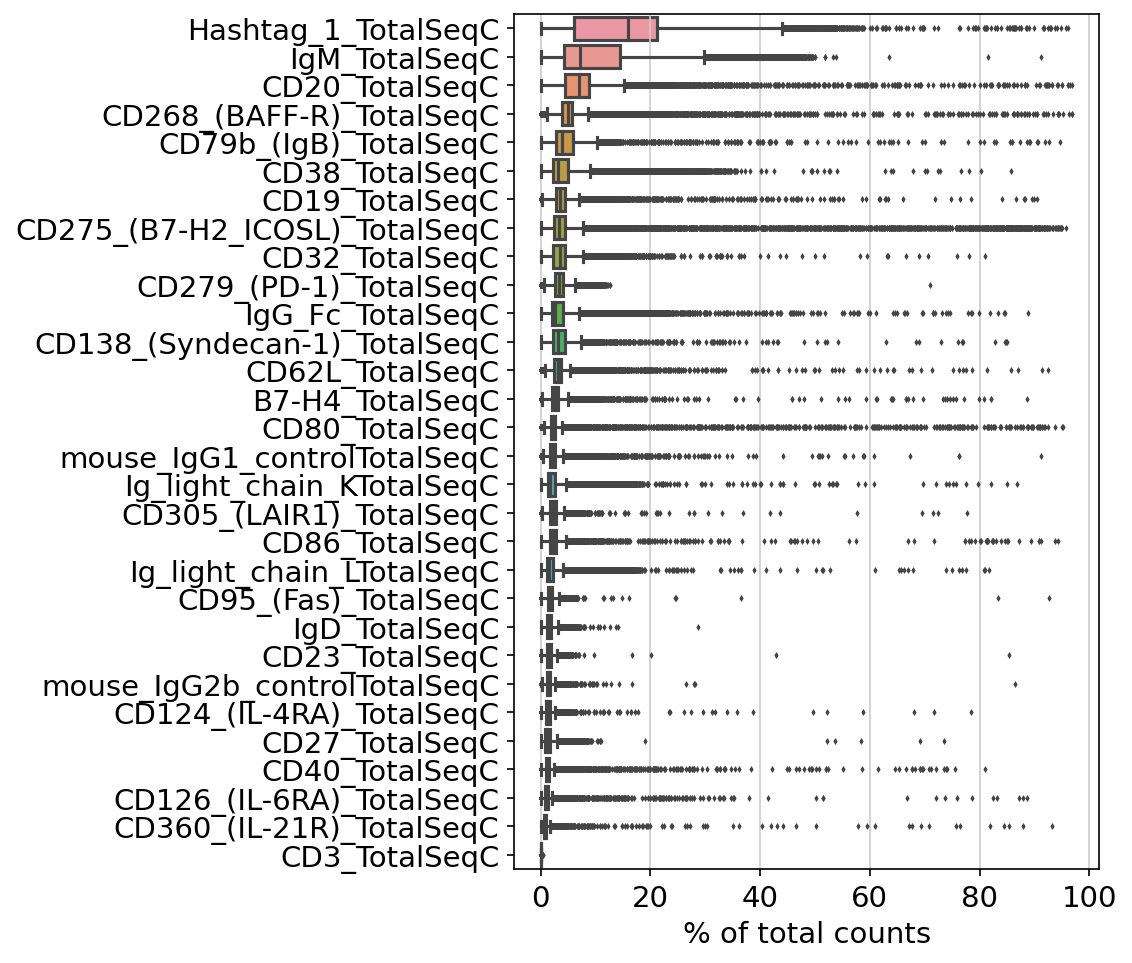 Hashtag_1_TotalSeqC
IgM_TotalSeqC
CD20_TotalSeqC
CD268_(BAFF-R)_TotalSeqC
CD79b_(IgB)_TotalSeqC
CD38_TotalSeqC
CD19_TotalSeqC
CD275_(B7-H2_ICOSL)_TotalSeqC
CD32_TotalSeqC
CD279_(PD-1)_TotalSeqC
IgG_Fc_TotalSeqC
CD138_(Syndecan-1)_TotalSeqC
CD62L_TotalSeqC
B7-H4_TotalSeqC
CD80_TotalSeqC
mouse_IgG1_controlTotalSeqC
Ig_light_chain_KTotalSeqC
CD305_(LAIR1)_TotalSeqC
CD86_TotalSeqC
Ig_light_chain_LTotalSeqC
CD95_(Fas)_TotalSeqC
IgD_TotalSeqC
CD23_TotalSeqC
mouse_IgG2b_controlTotalSeqC
CD124_(IL-4RA)_TotalSeqC
CD27_TotalSeqC
CD40_TotalSeqC
CD126_(IL-6RA)_TotalSeqC
CD360_(IL-21R)_TotalSeqC
CD3_TotalSeqC
0 20 40 60 80 100
% of total counts